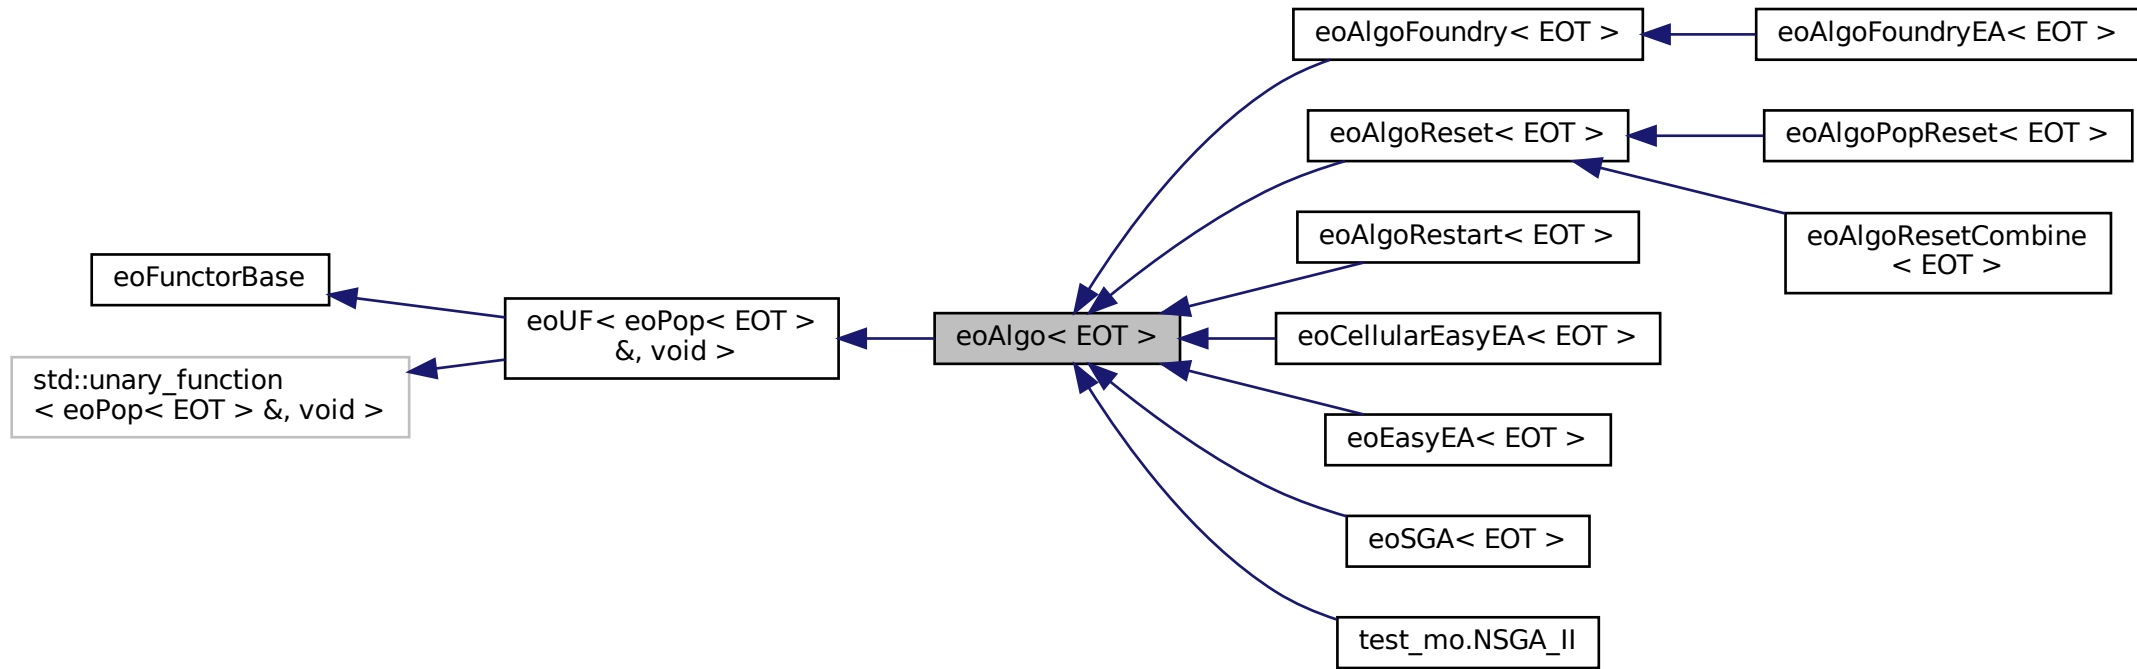 eoFunctorBase
std::unary_function
< eoPop< EOT > &, void >
eoUF< eoPop< EOT >
&, void >
eoAlgo< EOT >
eoAlgoFoundry< EOT >
eoAlgoFoundryEA< EOT >
eoAlgoReset< EOT >
eoAlgoPopReset< EOT >
eoAlgoResetCombine
< EOT >
eoAlgoRestart< EOT >
eoCellularEasyEA< EOT >
eoEasyEA< EOT >
eoSGA< EOT >
test_mo.NSGA_II